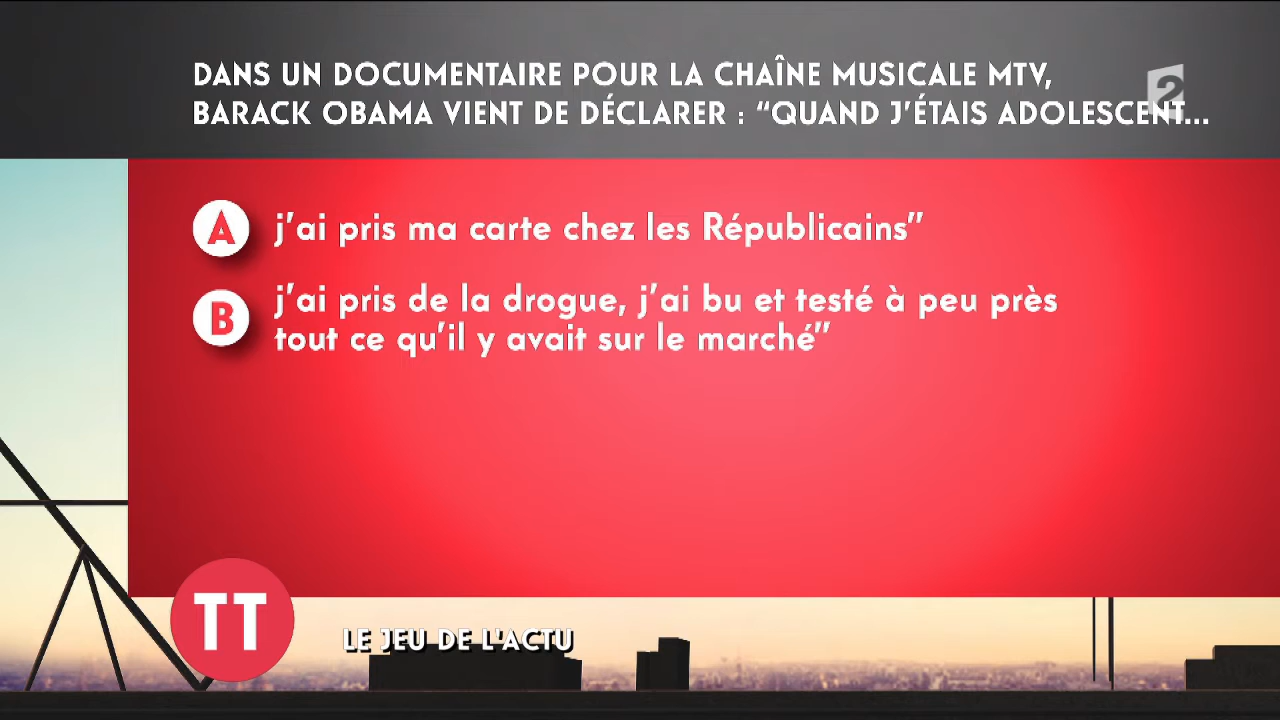 DANS UN DOCUMENTAIRE POUR LA CHAÎNE MUSICALE MTV,
BARACK OBAMA VIENT DE DÉCLARER : “QUAND J’ÉTAIS ADOLESCENT...
2
A j’ai pris ma carte chez les Républicains”
B j’ai pris de la drogue, j’ai bu et testé à peu près
tout ce qu’il y avait sur le marché”
TT
LE JEU DE L'ACTU